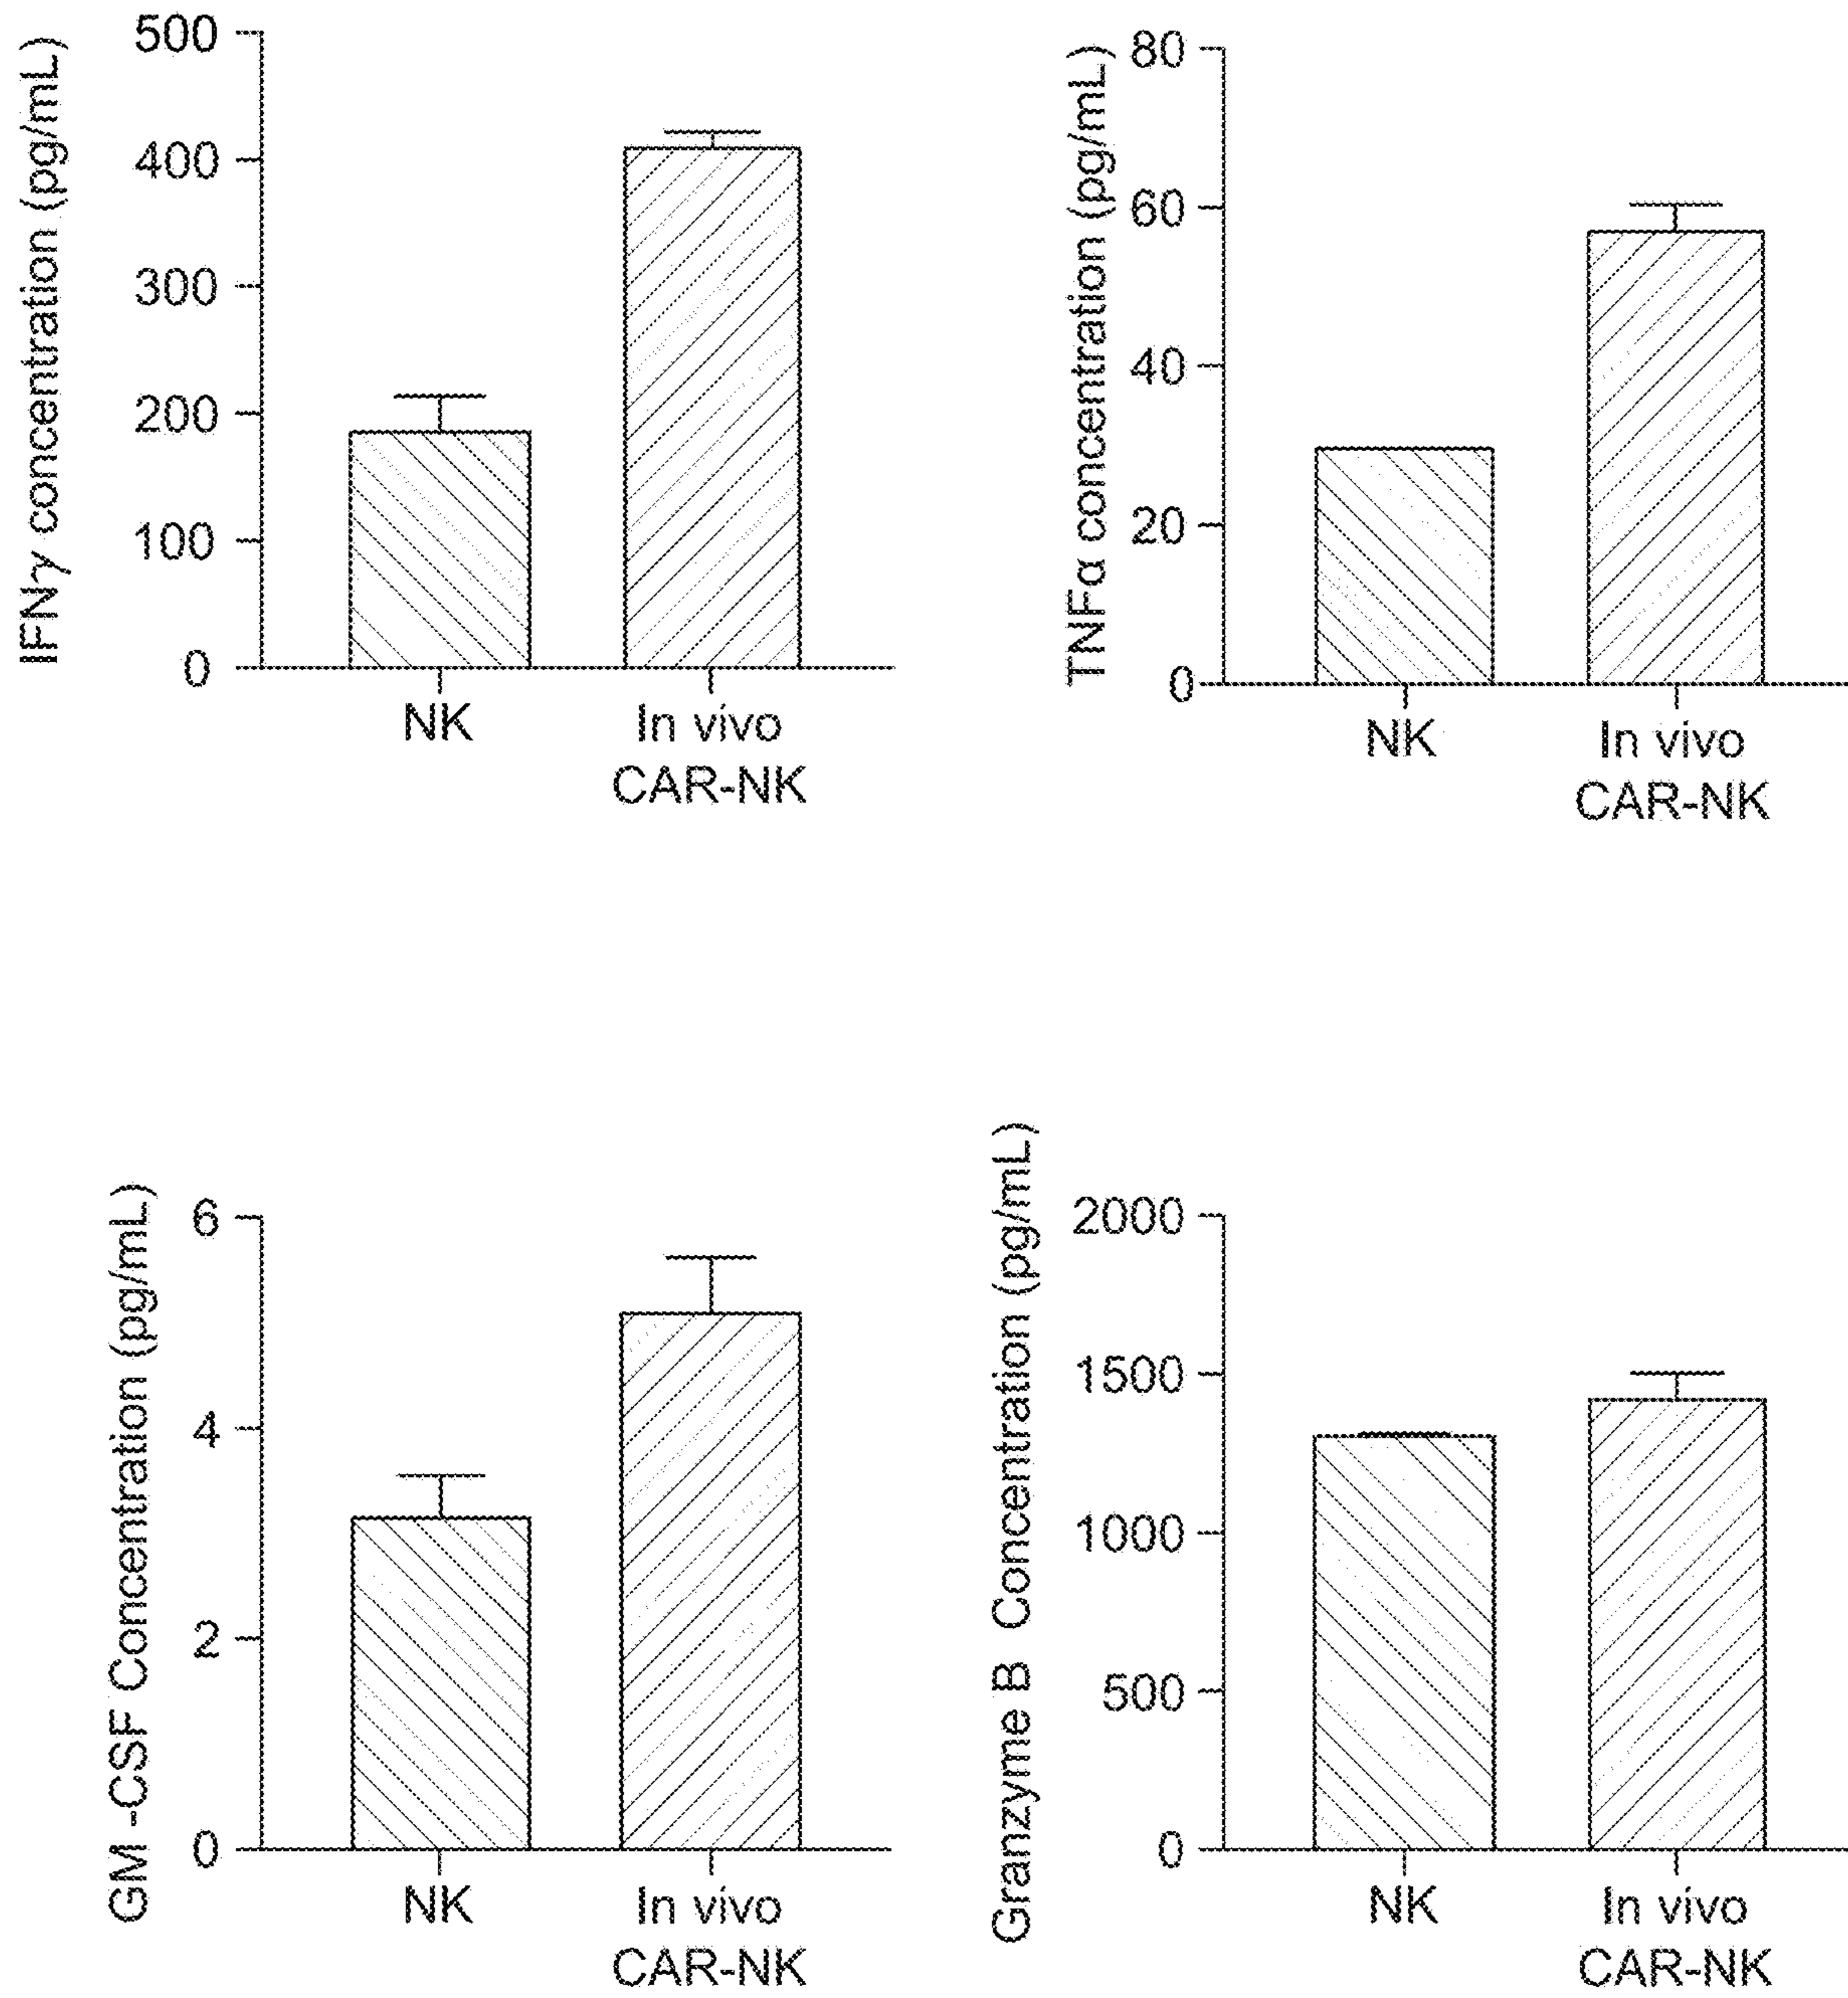 IFNγ concentration (pg/mL)
500
400
300
200
100
0
NK
In vivo
CAR-NK
TNFα concentration (pg/mL)
80
60
40
20
0
NK
In vivo
CAR-NK
GM -CSF Concentration (pg/mL)
6
4
2
0
NK
In vivo
CAR-NK
Granzyme B Concentration (pg/mL)
2000
1500
1000
500
0
NK
In vivo
CAR-NK